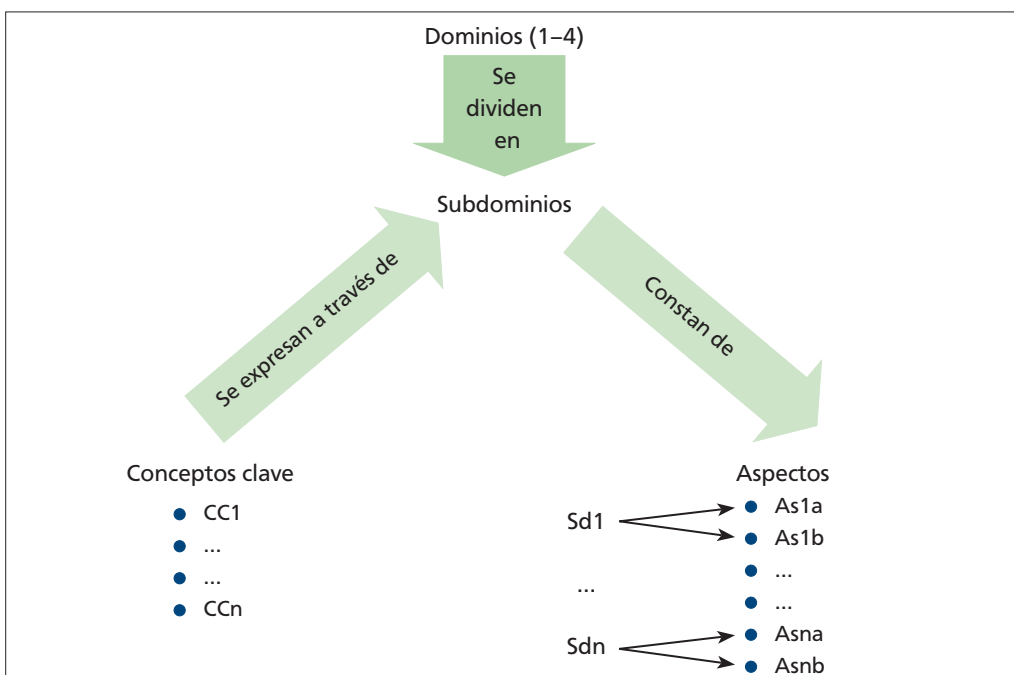 Dominios (1–4)
Se
dividen
en
Subdominios
Se expresan a través de
Constan de
Conceptos clave
● CC1
● ...
● ...
● CCn
Aspectos
Sd1
● As1a
● As1b
...
● ...
● ...
Sdn
● Asna
● Asnb